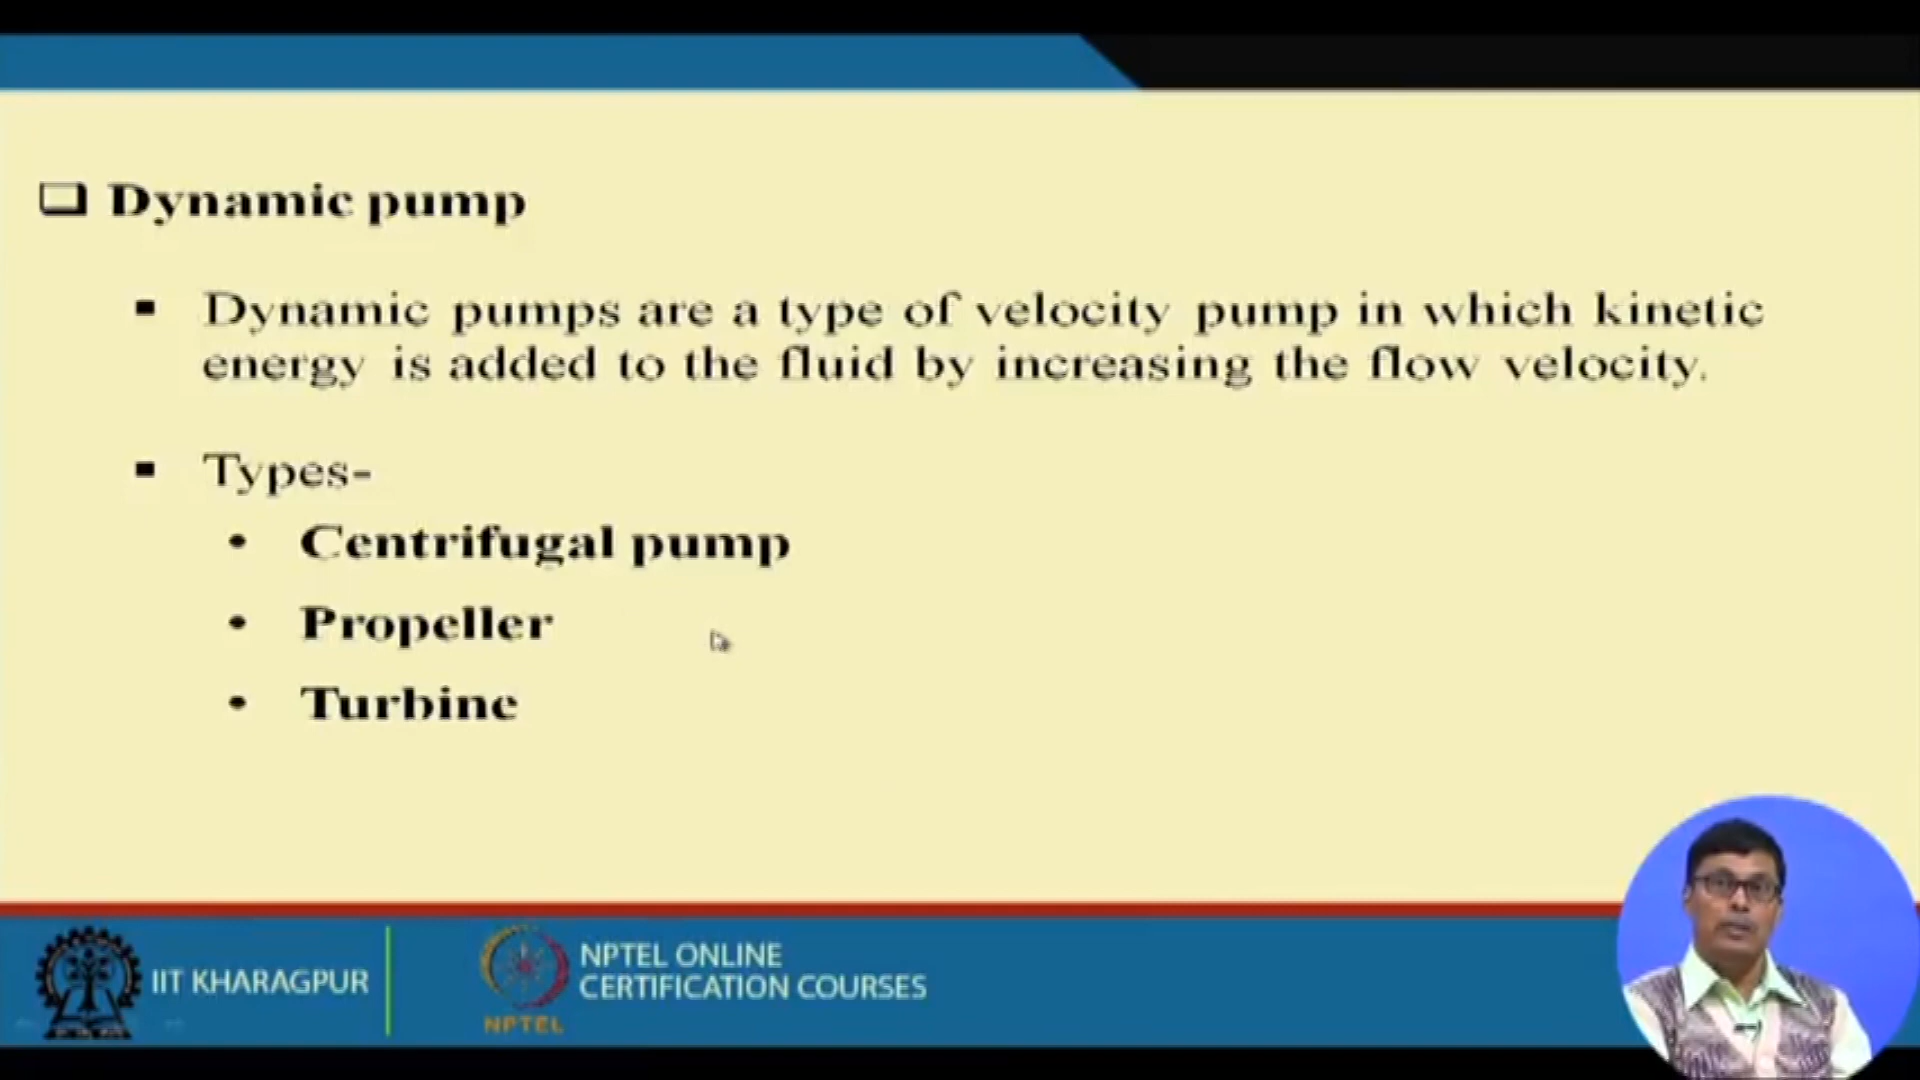 Dynamic pump
Dynamic pumps are a type of velocity pump in which kinetic
energy is added to the fluid by increasing the flow velocity.
Types-
Centrifugal pump
Propeller
Turbine
IIT KHARAGPUR
NPTEL
NPTEL ONLINE
CERTIFICATION COURSES